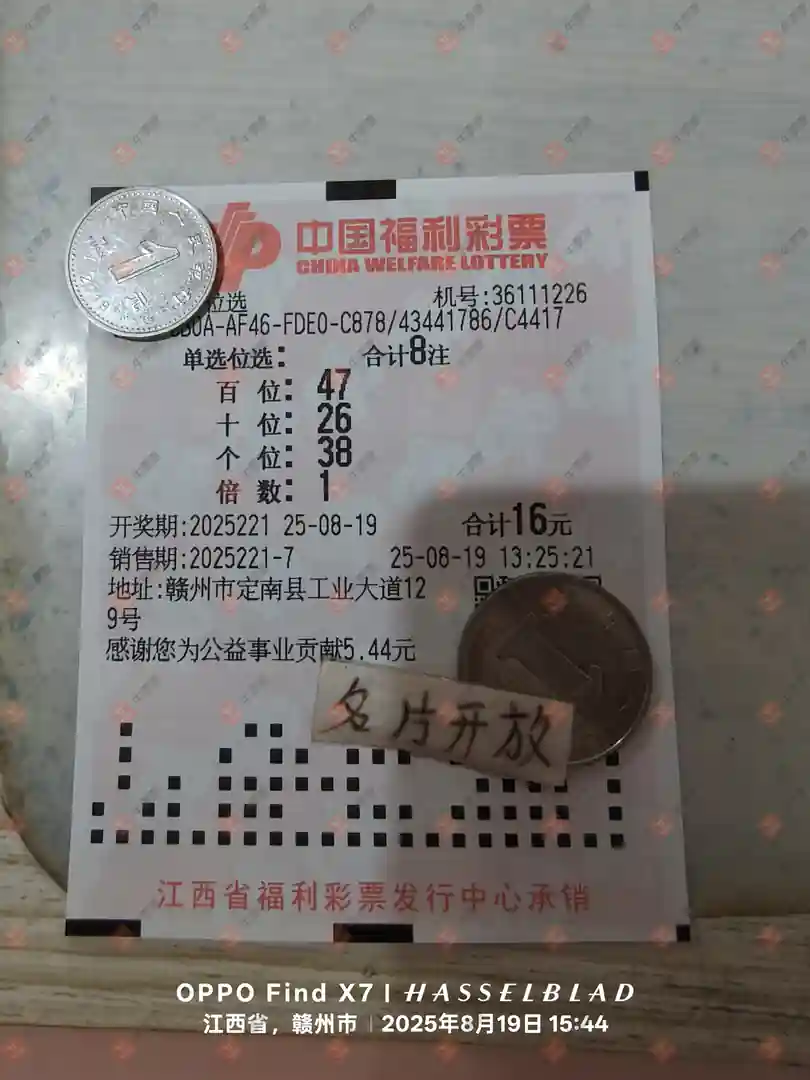 中国福利彩票
CHINA WELFARE LOTTERY
位选
机号:36111226
0A-AF46-FDE0-C878/43441786/C4417
单选位选: 合计8注
百 位: 47
十 位: 26
个 位: 38
倍 数: 1
开奖期:2025221 25-08-19 合计16元
销售期:2025221-7 25-08-19 13:25:21
地址:赣州市定南县工业大道12
9号
感谢您为公益事业贡献5.44元
名片开放
江西省福利彩票发行中心承销
OPPO Find X7 | HASSELBLAD
江西省，赣州市 | 2025年8月19日 15:44